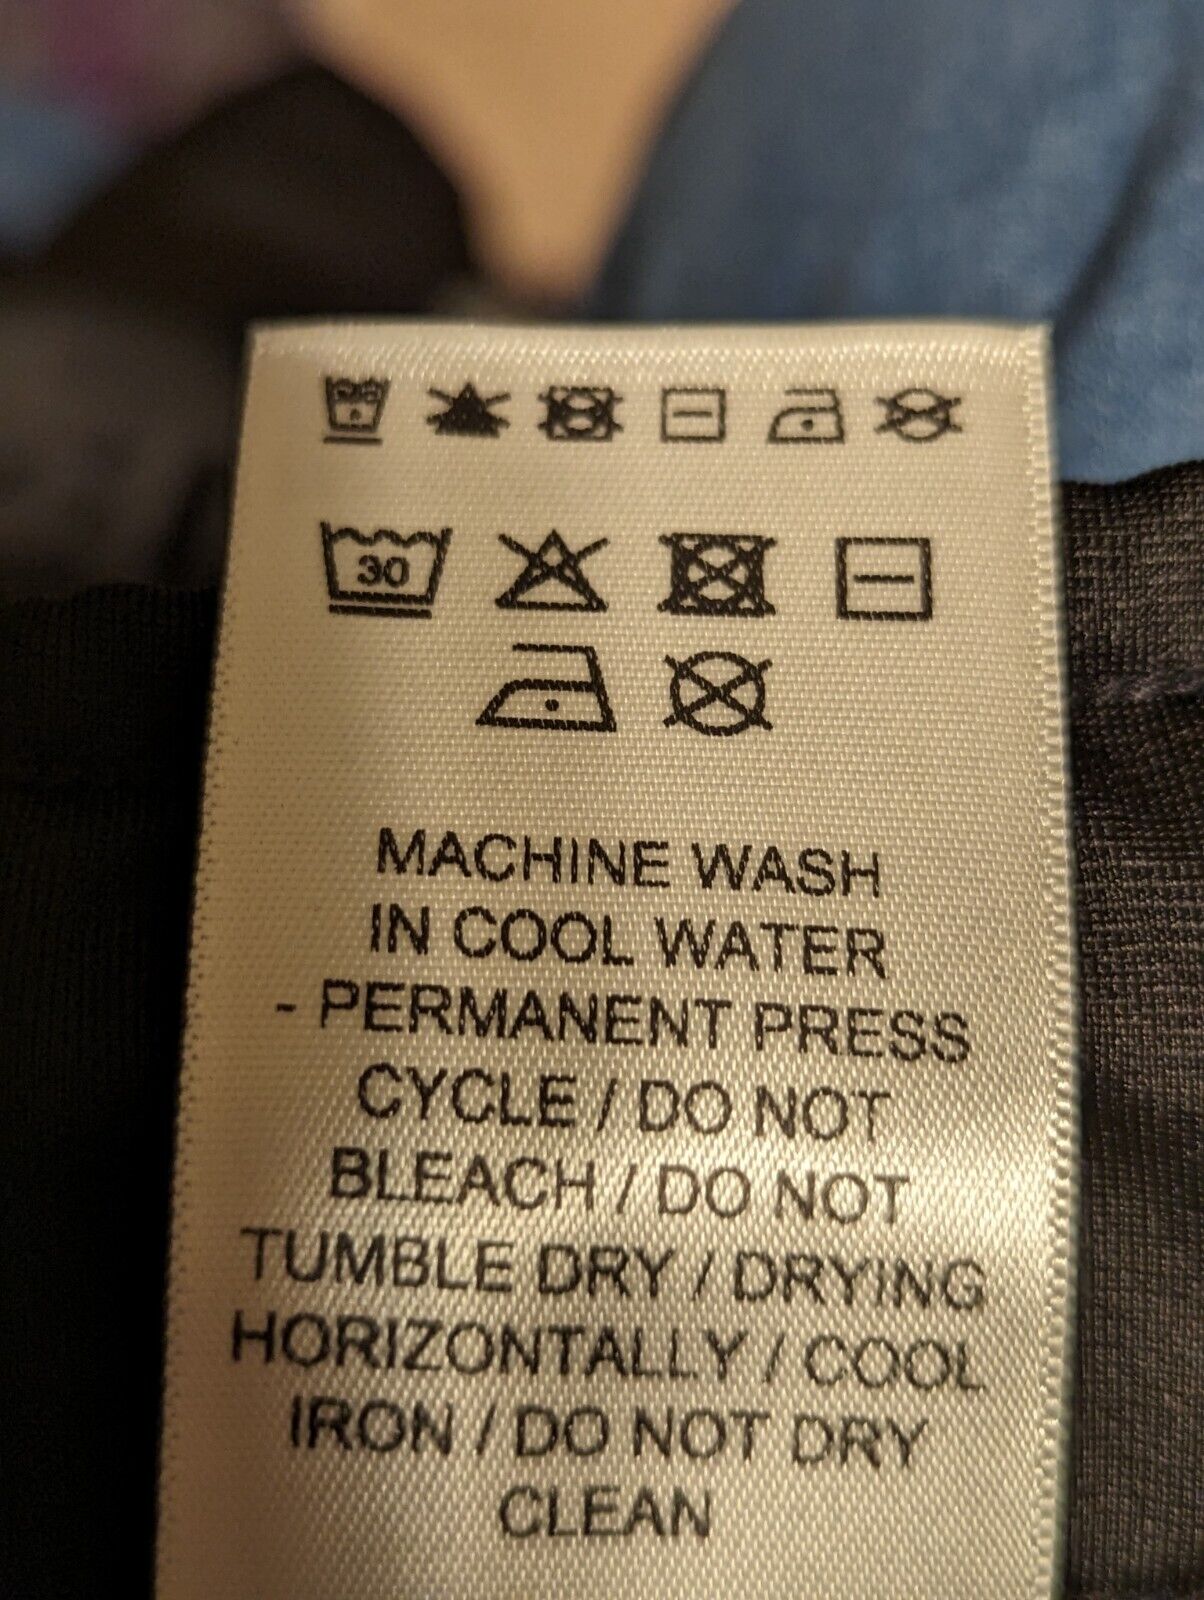 30
MACHINE WASH
IN COOL WATER
- PERMANENT PRESS
CYCLE / DO NOT
BLEACH / DO NOT
TUMBLE DRY / DRYING
HORIZONTALLY / COOL
IRON / DO NOT DRY
CLEAN